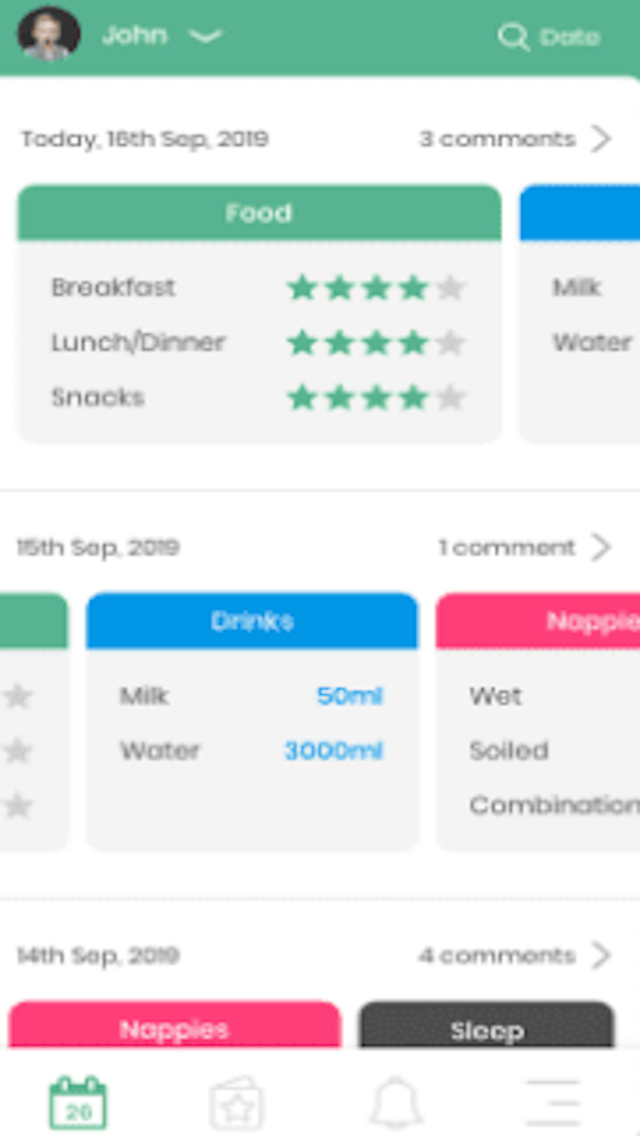 John
Date
Today, 16th Sep, 2019
3 comments
Food
Breakfast
Milk
Lunch/Dinner
Water
Snacks
15th Sep, 2019
1 comment
Drinks
Nappie
Milk 50ml
Wet
Water 3000ml
Soiled
Combination
14th Sep, 2019
4 comments
Nappies
Sleep
26